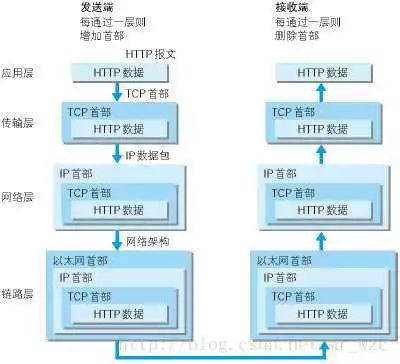 发送端
每通过一层则
增加首部
接收端
每通过一层则
删除首部
HTTP 报文
应用层
HTTP 数据
HTTP 数据
TCP 首部
传输层
TCP 首部
HTTP 数据
TCP 首部
HTTP 数据
IP 数据包
网络层
IP 首部
TCP 首部
HTTP 数据
IP 首部
TCP 首部
HTTP 数据
网络架构
链路层
以太网首部
IP 首部
TCP 首部
HTTP 数据
以太网首部
IP 首部
TCP 首部
HTTP 数据
http://blog.csdn.net/